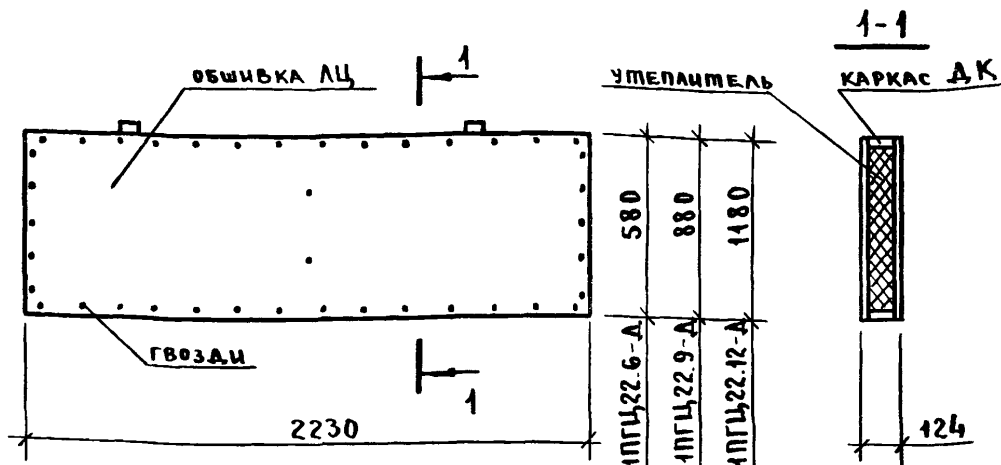 1-1
1
ОБШИВКА ЛЦ
УТЕПЛИТЕЛЬ
КАРКАС ДК
580
880
1180
ГВОЗДИ
1
1ПГЦ22.6-Д
1ПГЦ22.9-Д
1ПГЦ22.12-Д
2230
124